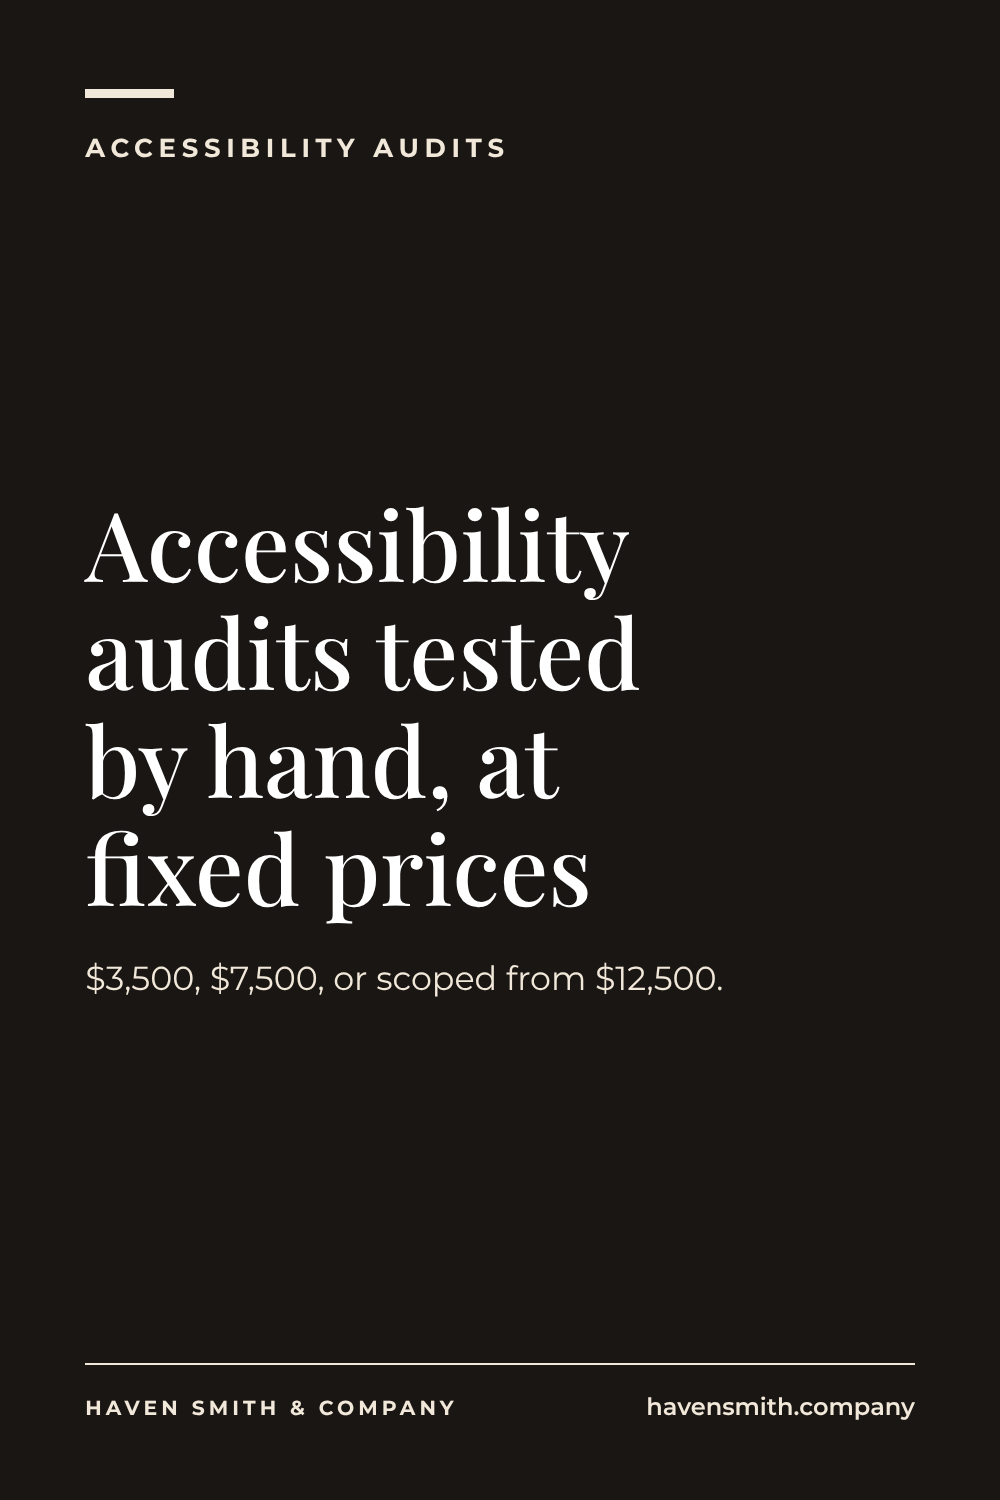 ACCESSIBILITY AUDITS
Accessibility
audits tested
by hand, at
fixed prices
$3,500, $7,500, or scoped from $12,500.
HAVEN SMITH & COMPANY
havensmith.company